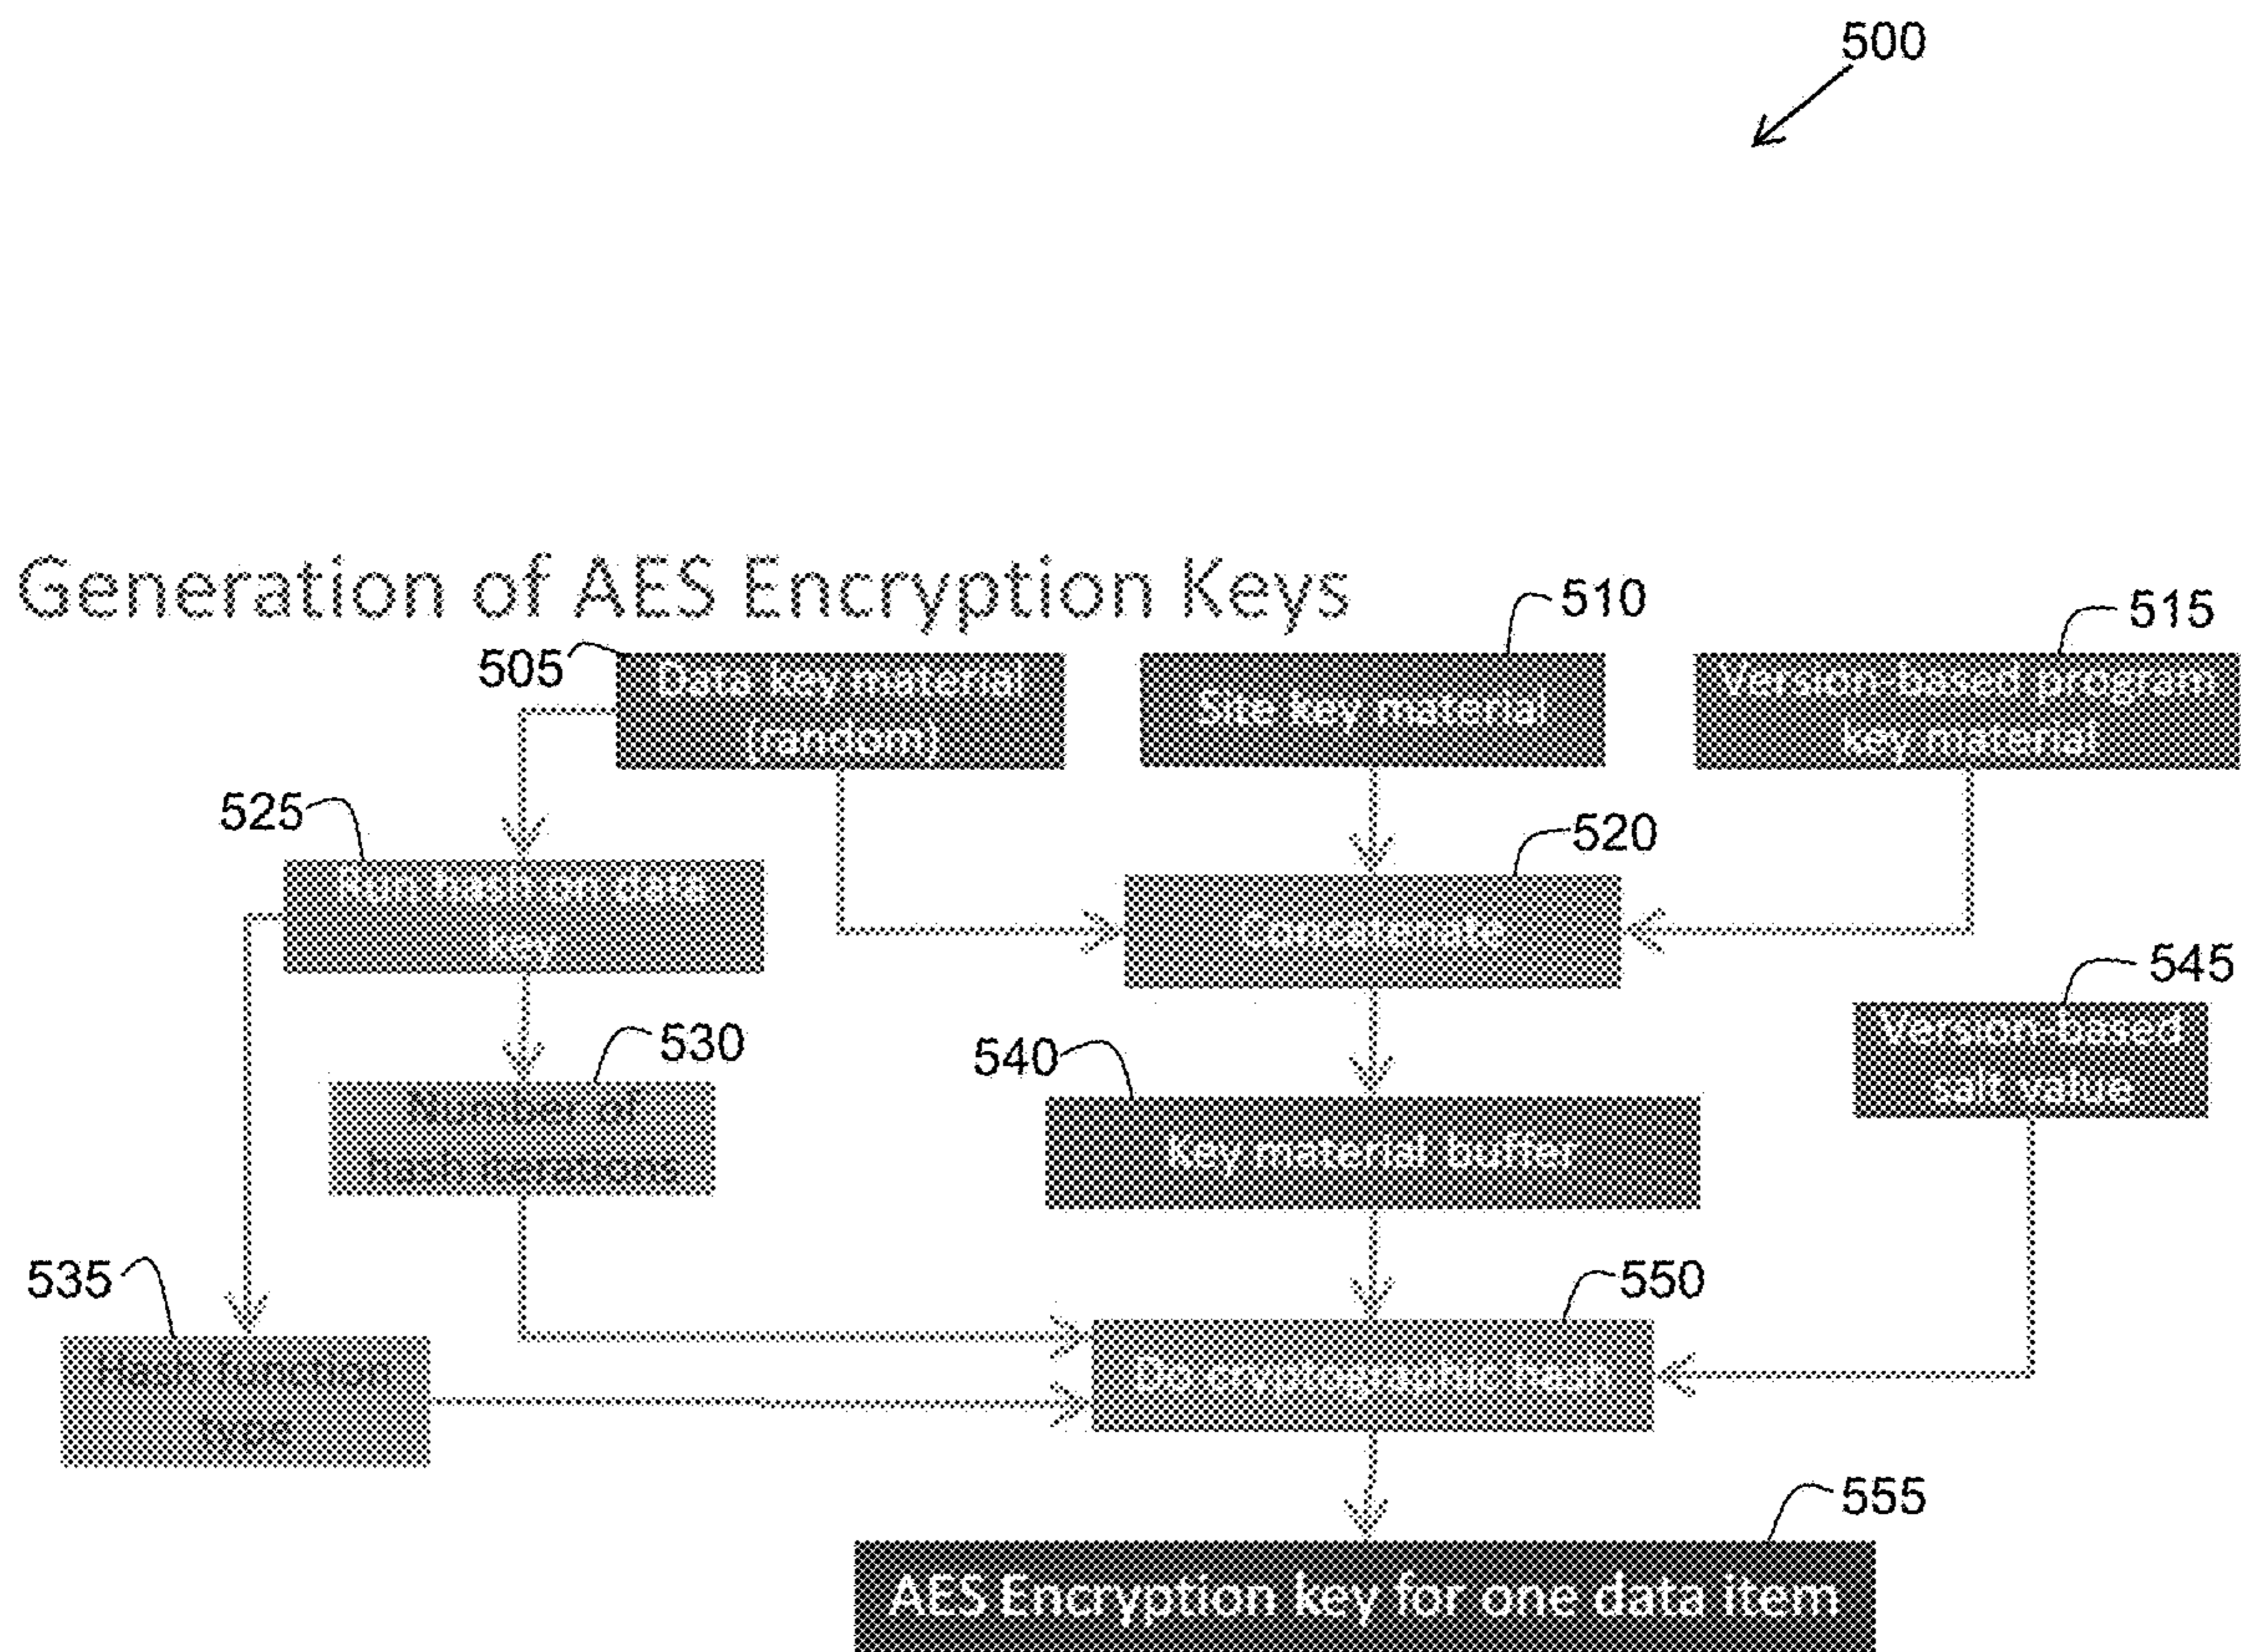 500
Generation of AES Encryption Keys
510
515
505
Data key material
(random)
Site key material
Version-based program
key material
525
520
Run hash on data
key
Concatenate
545
530
540
Version-based
salt value
Number of
hash iterations
Key material buffer
535
550
Hash function
type
Do cryptographic hash
555
AES Encryption key for one data item